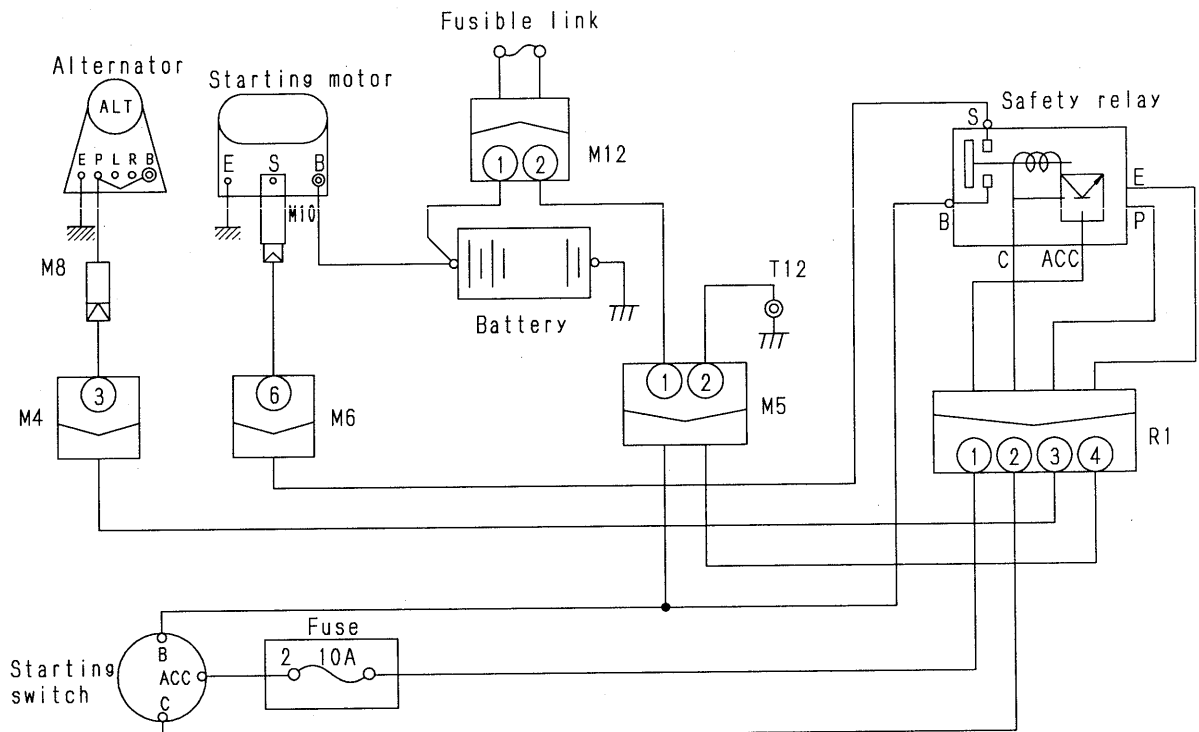 Fusible link
Alternator
ALT
E P L R B
Starting motor
E S B
M10
1 2
M12
Safety relay
S
B
E
P
C ACC
M8
Battery
T12
3
M4
6
M6
1 2
M5
R1
1 2 3 4
Fuse
2 10A
Starting
switch
B
ACC
C